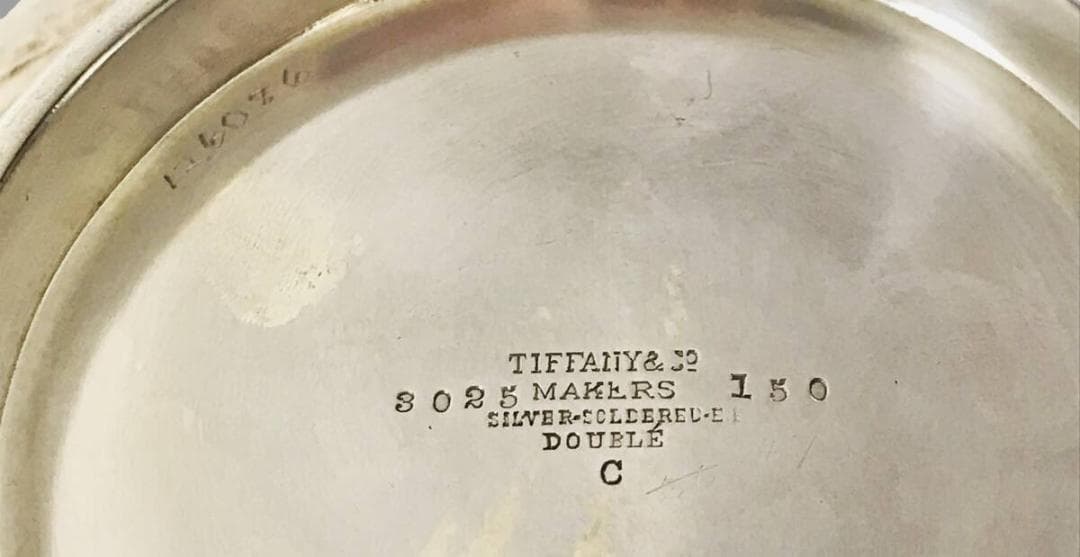 TIFFANY & Co
3025 MAKERS 150
SILVER-SOLDERED-E
DOUBLÉ
C